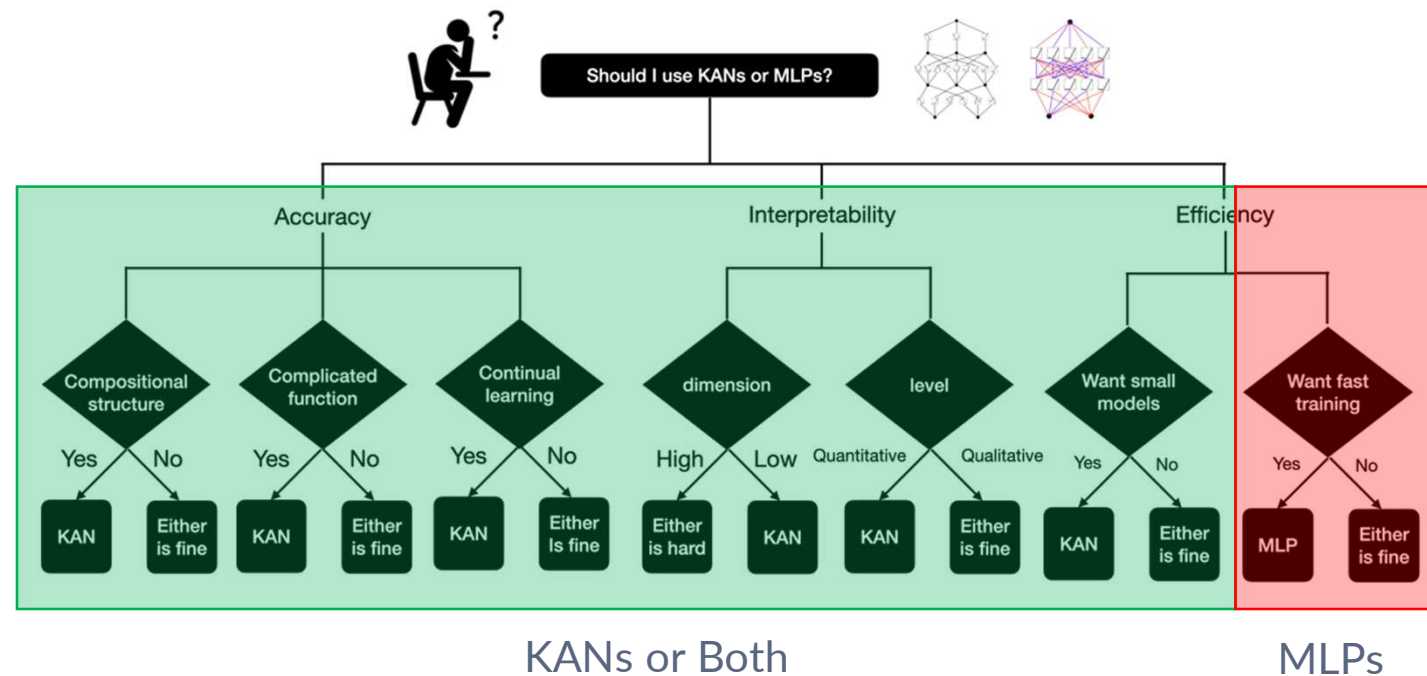 ?
Should I use KANs or MLPs?
Accuracy
Interpretability
Efficiency
Compositional
structure
Complicated
function
Continual
learning
dimension
level
Want small
models
Want fast
training
Yes
No
Yes
No
Yes
No
High
Low
Quantitative
Qualitative
Yes
No
Yes
No
KAN
Either
is fine
KAN
Either
is fine
KAN
Either
Is fine
Either
is hard
KAN
KAN
Either
is fine
KAN
Either
is fine
MLP
Either
is fine
KANs or Both
MLPs